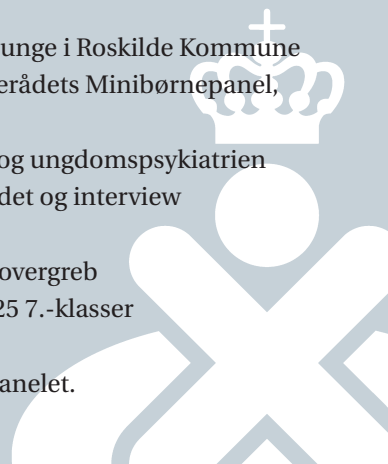 unge i Roskilde Kommune
erådets Minibørnepanel,
og ungdomspsykiatrien
det og interview
overgreb
25 7.-klasser
anelet.